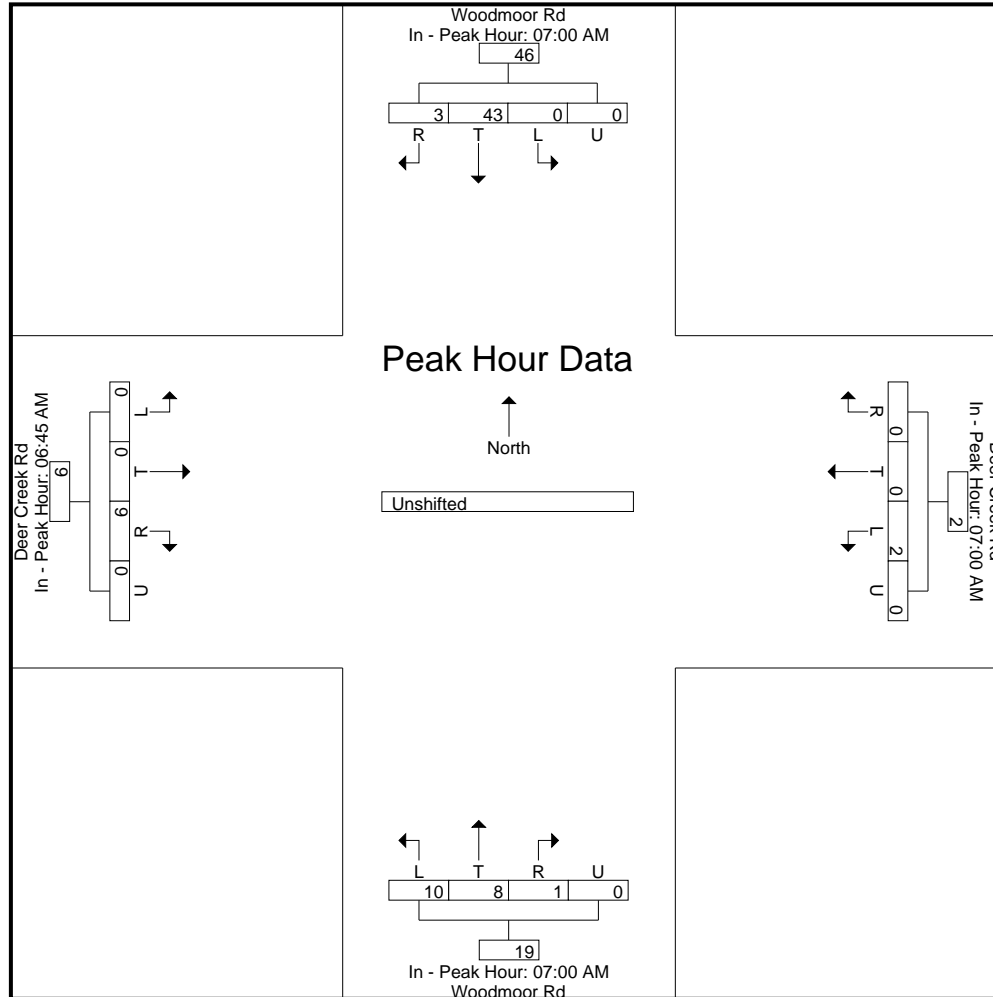 Woodmoor Rd
In - Peak Hour: 07:00 AM
46
3 43 0 0
R T L U
Peak Hour Data
North
Unshifted
Deer Creek Rd
In - Peak Hour: 06:45 AM
6
0 0 6 0
L T R U
In - Peak Hour: 07:00 AM
2
0 0 2 0
R T L U
L T R U
10 8 1 0
19
In - Peak Hour: 07:00 AM
Woodmoor Rd